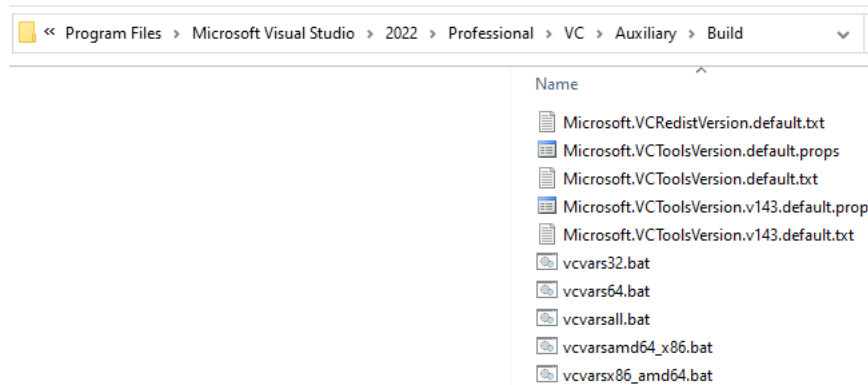 « Program Files > Microsoft Visual Studio > 2022 > Professional > VC > Auxiliary > Build
Name
Microsoft.VCRedistVersion.default.txt
Microsoft.VCToolsVersion.default.props
Microsoft.VCToolsVersion.default.txt
Microsoft.VCToolsVersion.v143.default.prop
Microsoft.VCToolsVersion.v143.default.txt
vcvars32.bat
vcvars64.bat
vcvarsall.bat
vcvarsamd64_x86.bat
vcvarsx86_amd64.bat